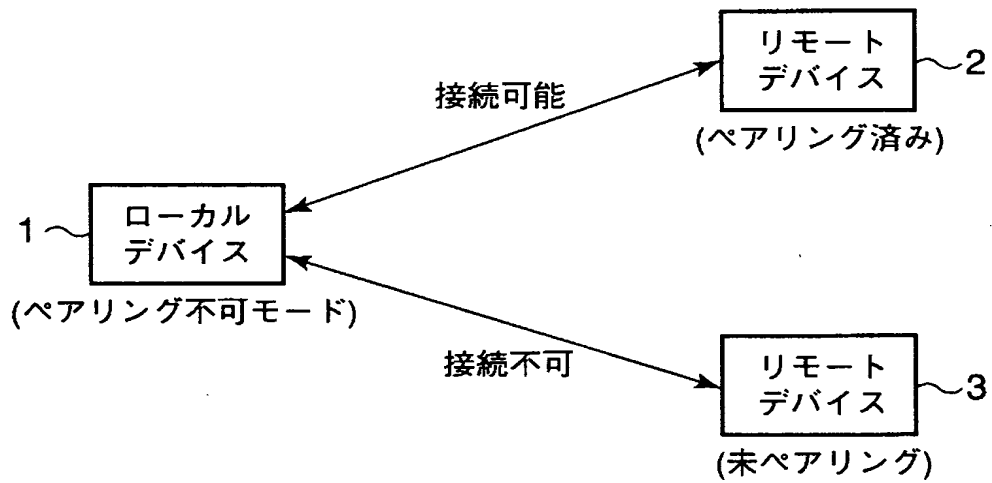 リモート
デバイス
2
(ペアリング済み)
接続可能
1
ローカル
デバイス
(ペアリング不可モード)
接続不可
リモート
デバイス
3
(未ペアリング)